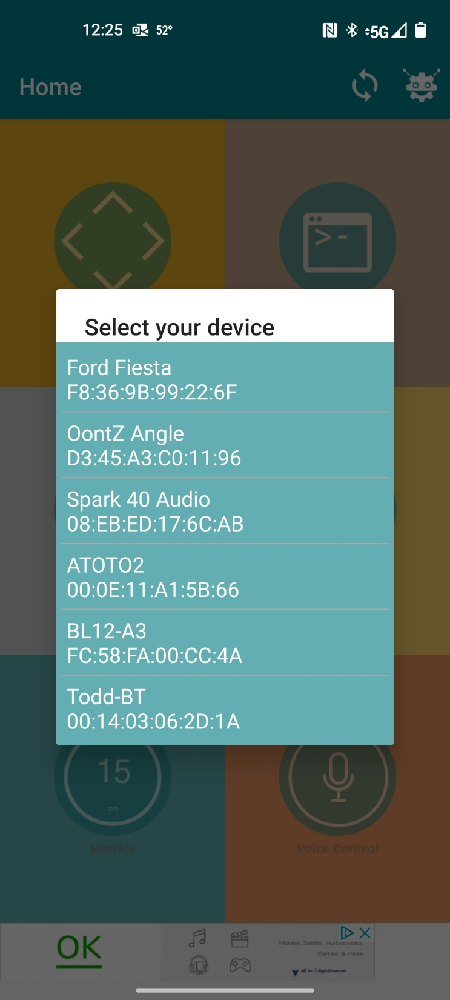 12:25 52° 5G
Home
>-
Select your device
Ford Fiesta
F8:36:9B:99:22:6F
OontZ Angle
D3:45:A3:C0:11:96
Spark 40 Audio
08:EB:ED:17:6C:AB
ATOTO2
00:0E:11:A1:5B:66
BL12-A3
FC:58:FA:00:CC:4A
Todd-BT
00:14:03:06:2D:1A
15
cm
Metrics
Voice Control
OK
Movies, Series, Audiobooks,
Games & more